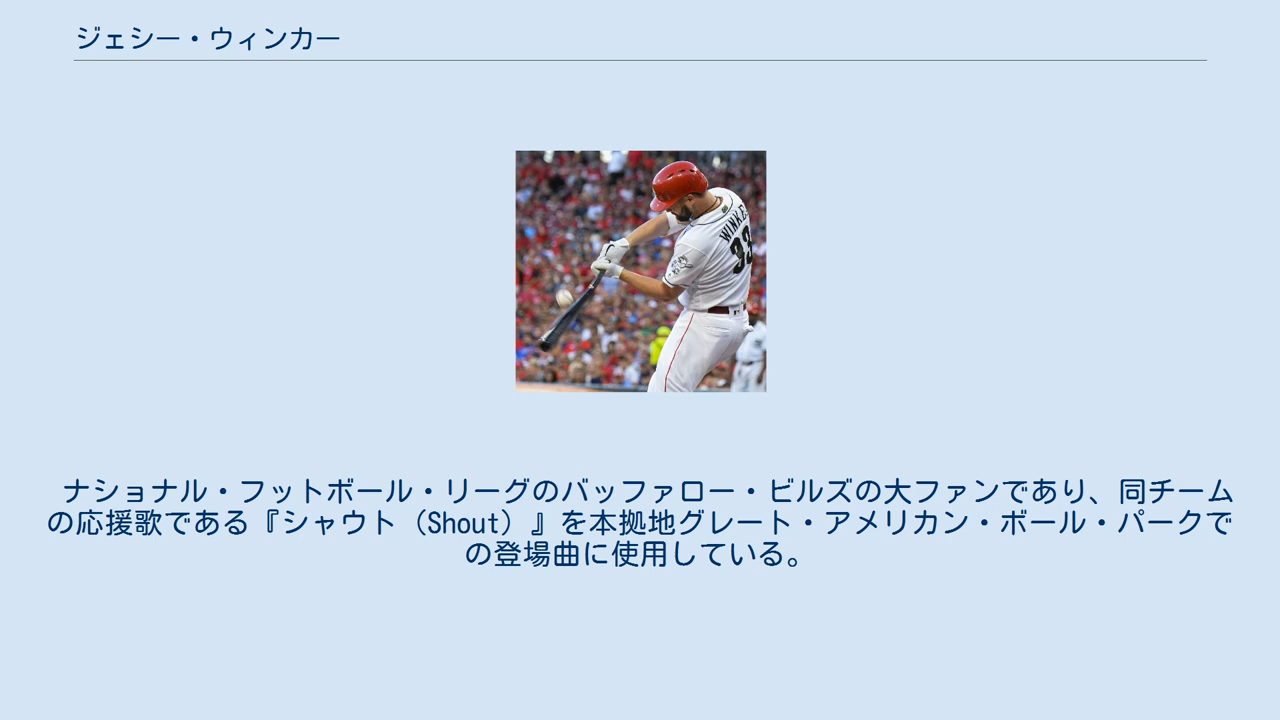 ジェシー・ウィンカー
WINKE
33
ナショナル・フットボール・リーグのバッファロー・ビルズの大ファンであり、同チーム
の応援歌である『シャウト（Shout）』を本拠地グレート・アメリカン・ボール・パークで
の登場曲に使用している。